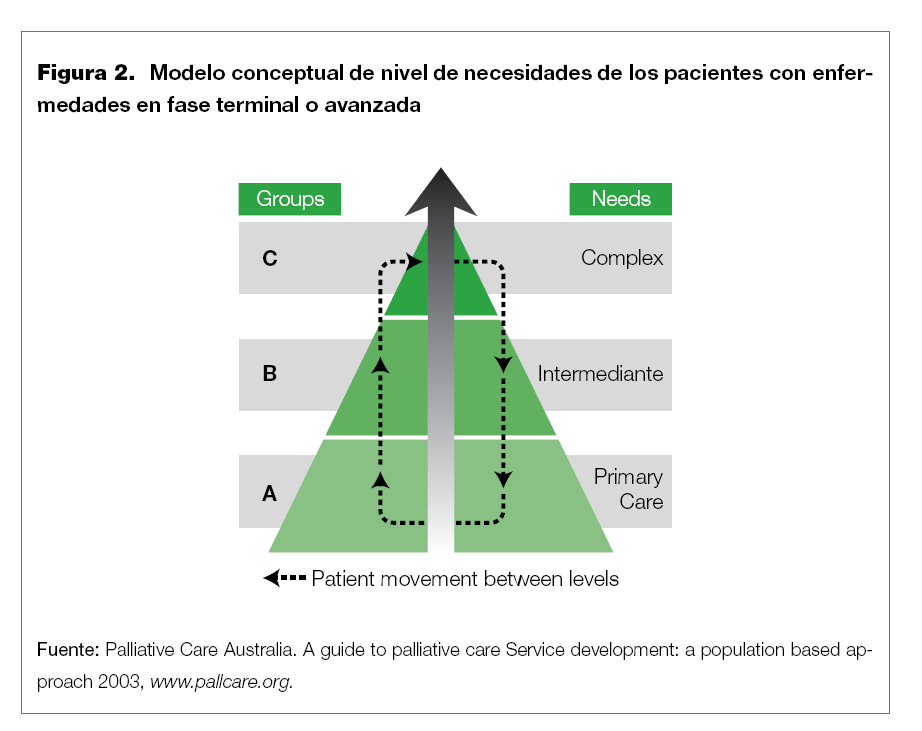 Figura 2. Modelo conceptual de nivel de necesidades de los pacientes con enfer-
medades en fase terminal o avanzada
Groups
Needs
C
Complex
B
Intermediante
A
Primary
Care
Patient movement between levels
Fuente: Palliative Care Australia. A guide to palliative care Service development: a population based ap-
proach 2003, www.pallcare.org.